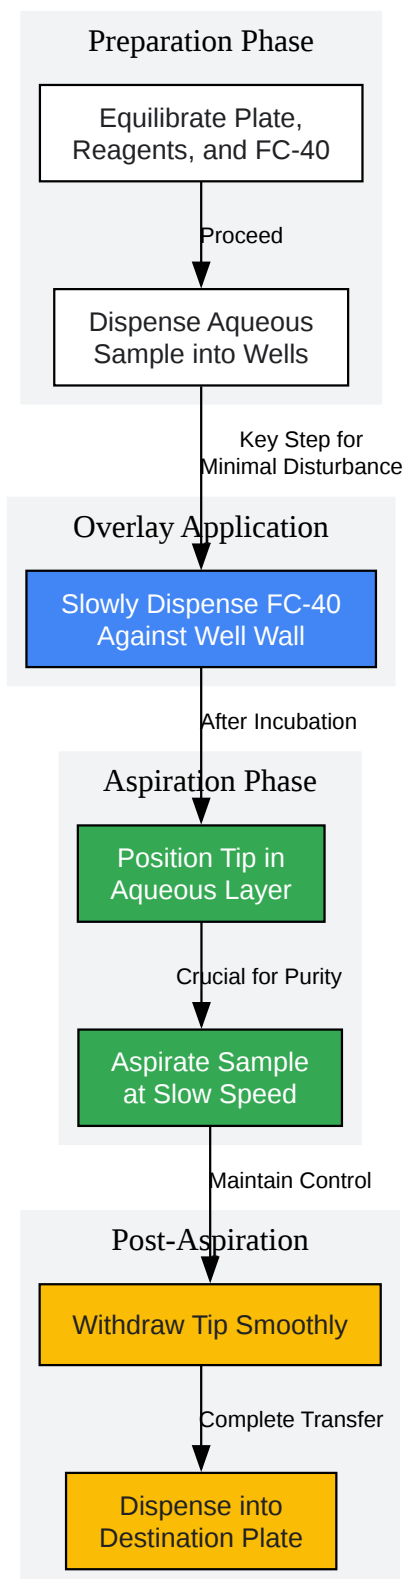 Preparation Phase
Equilibrate Plate,
Reagents, and FC-40
Proceed
Dispense Aqueous
Sample into Wells
Key Step for
Minimal Disturbance
Overlay Application
Slowly Dispense FC-40
Against Well Wall
After Incubation
Aspiration Phase
Position Tip in
Aqueous Layer
Crucial for Purity
Aspirate Sample
at Slow Speed
Maintain Control
Post-Aspiration
Withdraw Tip Smoothly
Complete Transfer
Dispense into
Destination Plate